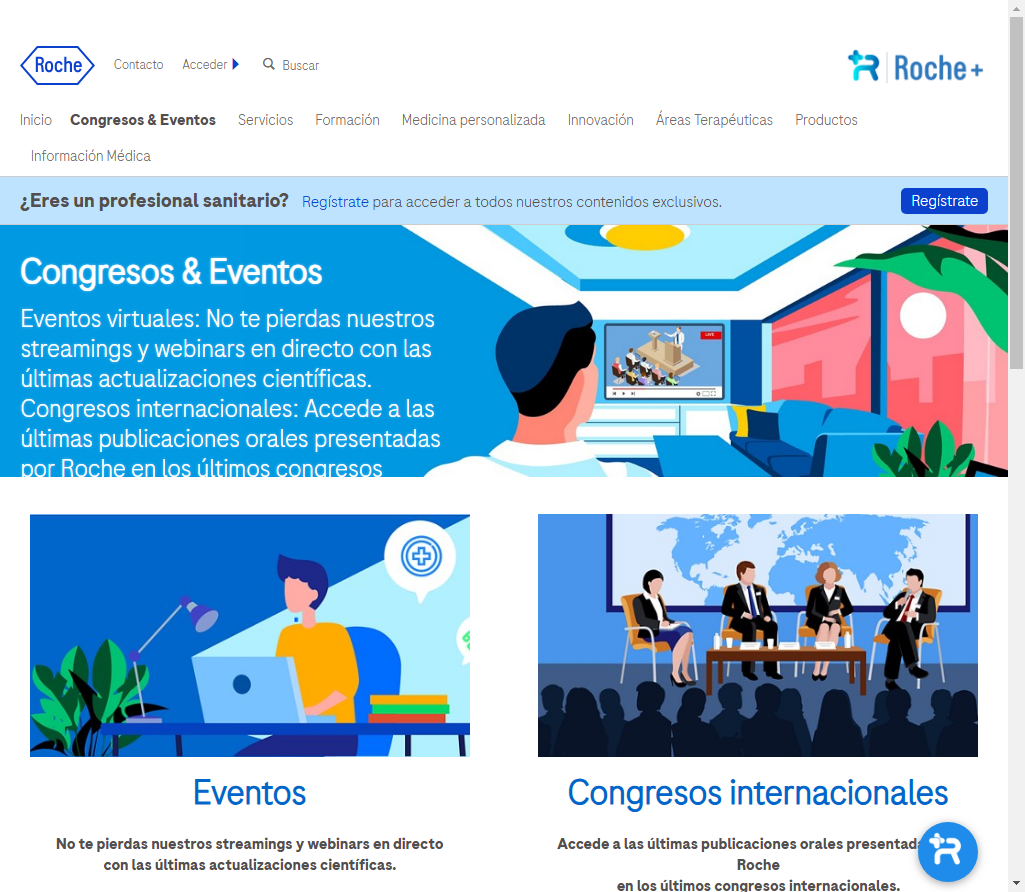 Roche
Contacto
Acceder
Buscar
Roche+
Inicio
Congresos & Eventos
Servicios
Formación
Medicina personalizada
Innovación
Áreas Terapéuticas
Productos
Información Médica
¿Eres un profesional sanitario?
Regístrate para acceder a todos nuestros contenidos exclusivos.
Regístrate
Congresos & Eventos
Eventos virtuales: No te pierdas nuestros
streamings y webinars en directo con las
últimas actualizaciones científicas.
Congresos internacionales: Accede a las
últimas publicaciones orales presentadas
por Roche en los últimos congresos
LIVE
Eventos
No te pierdas nuestros streamings y webinars en directo
con las últimas actualizaciones científicas.
Congresos internacionales
Accede a las últimas publicaciones orales
Roche
en los últimos congresos internacionales.